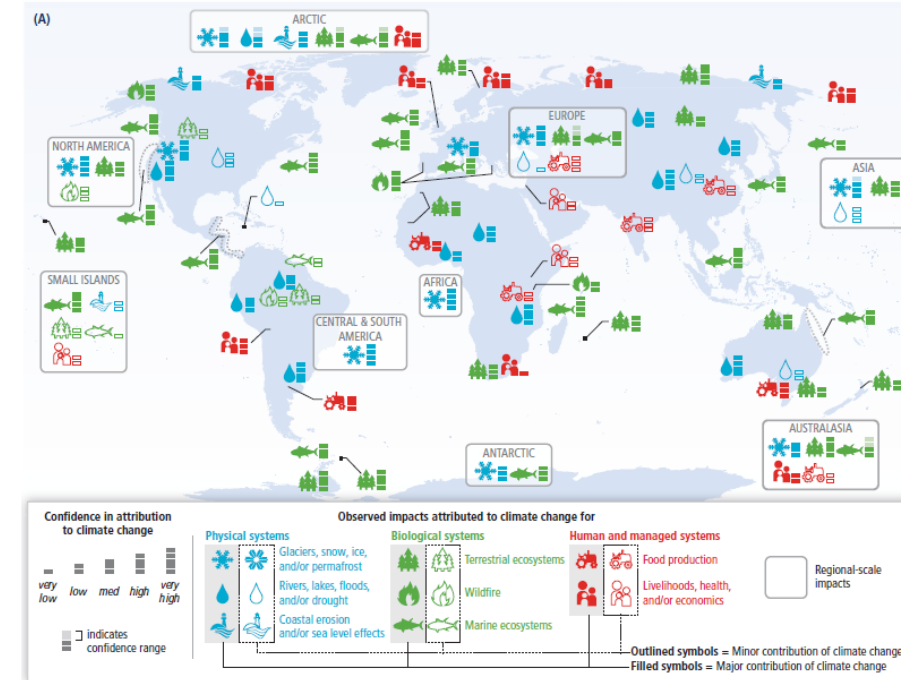 (A)
ARCTIC
EUROPE
NORTH AMERICA
ASIA
SMALL ISLANDS
AFRICA
CENTRAL & SOUTH
AMERICA
AUSTRALASIA
ANTARCTIC
Confidence in attribution
to climate change
very
low
low
med
high
very
high
indicates
confidence range
Observed impacts attributed to climate change for
Physical systems
Glaciers, snow, ice,
and/or permafrost
Rivers, lakes, floods,
and/or drought
Coastal erosion
and/or sea level effects
Biological systems
Terrestrial ecosystems
Wildfire
Marine ecosystems
Human and managed systems
Food production
Livelihoods, health,
and/or economics
Regional-scale
impacts
Outlined symbols = Minor contribution of climate change
Filled symbols = Major contribution of climate change